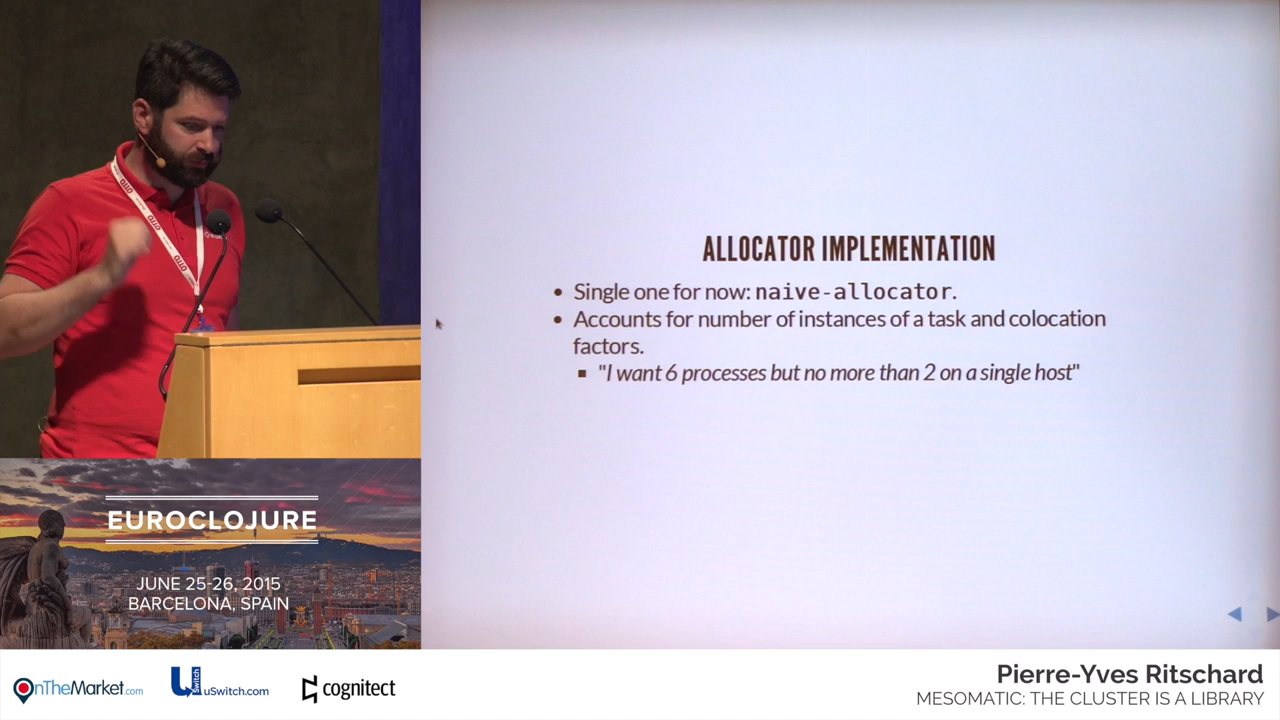 ALLOCATOR IMPLEMENTATION
• Single one for now: naive-allocator.
• Accounts for number of instances of a task and colocation
factors.
▪ "I want 6 processes but no more than 2 on a single host"
EUROCLOJURE
JUNE 25-26, 2015
BARCELONA, SPAIN
OnTheMarket.com
uSwitch
uSwitch.com
cognitect
Pierre-Yves Ritschard
MESOMATIC: THE CLUSTER IS A LIBRARY